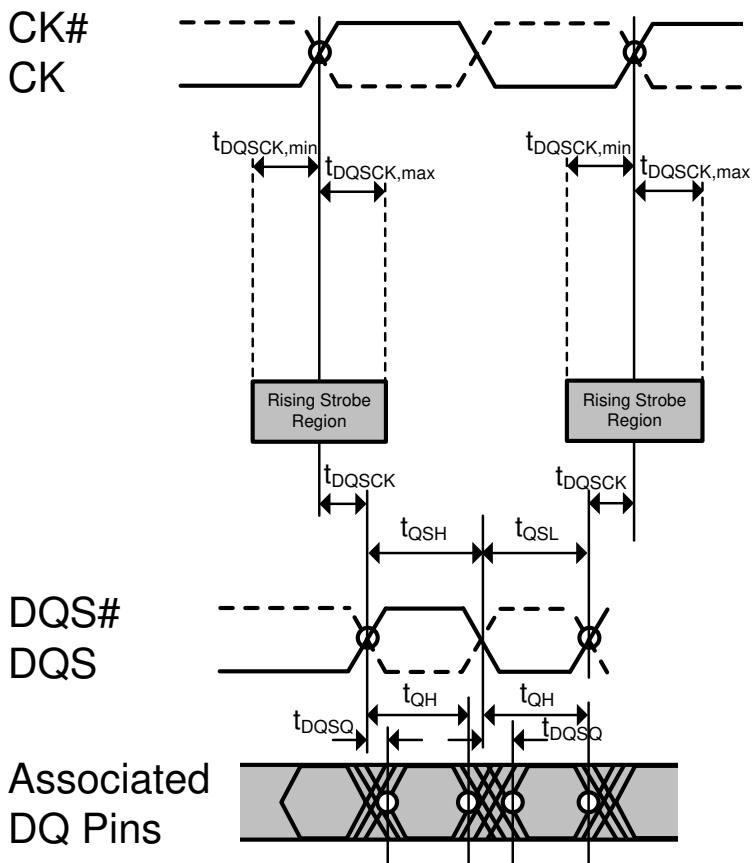 CK#
CK
tDQSCK,min
tDQSCK,max
tDQSCK,min
tDQSCK,max
Rising Strobe
Region
Rising Strobe
Region
tDQSCK
tDQSCK
tQSH
tQSL
DQS#
DQS
tQH
tQH
tDQSQ
tDQSQ
Associated
DQ Pins